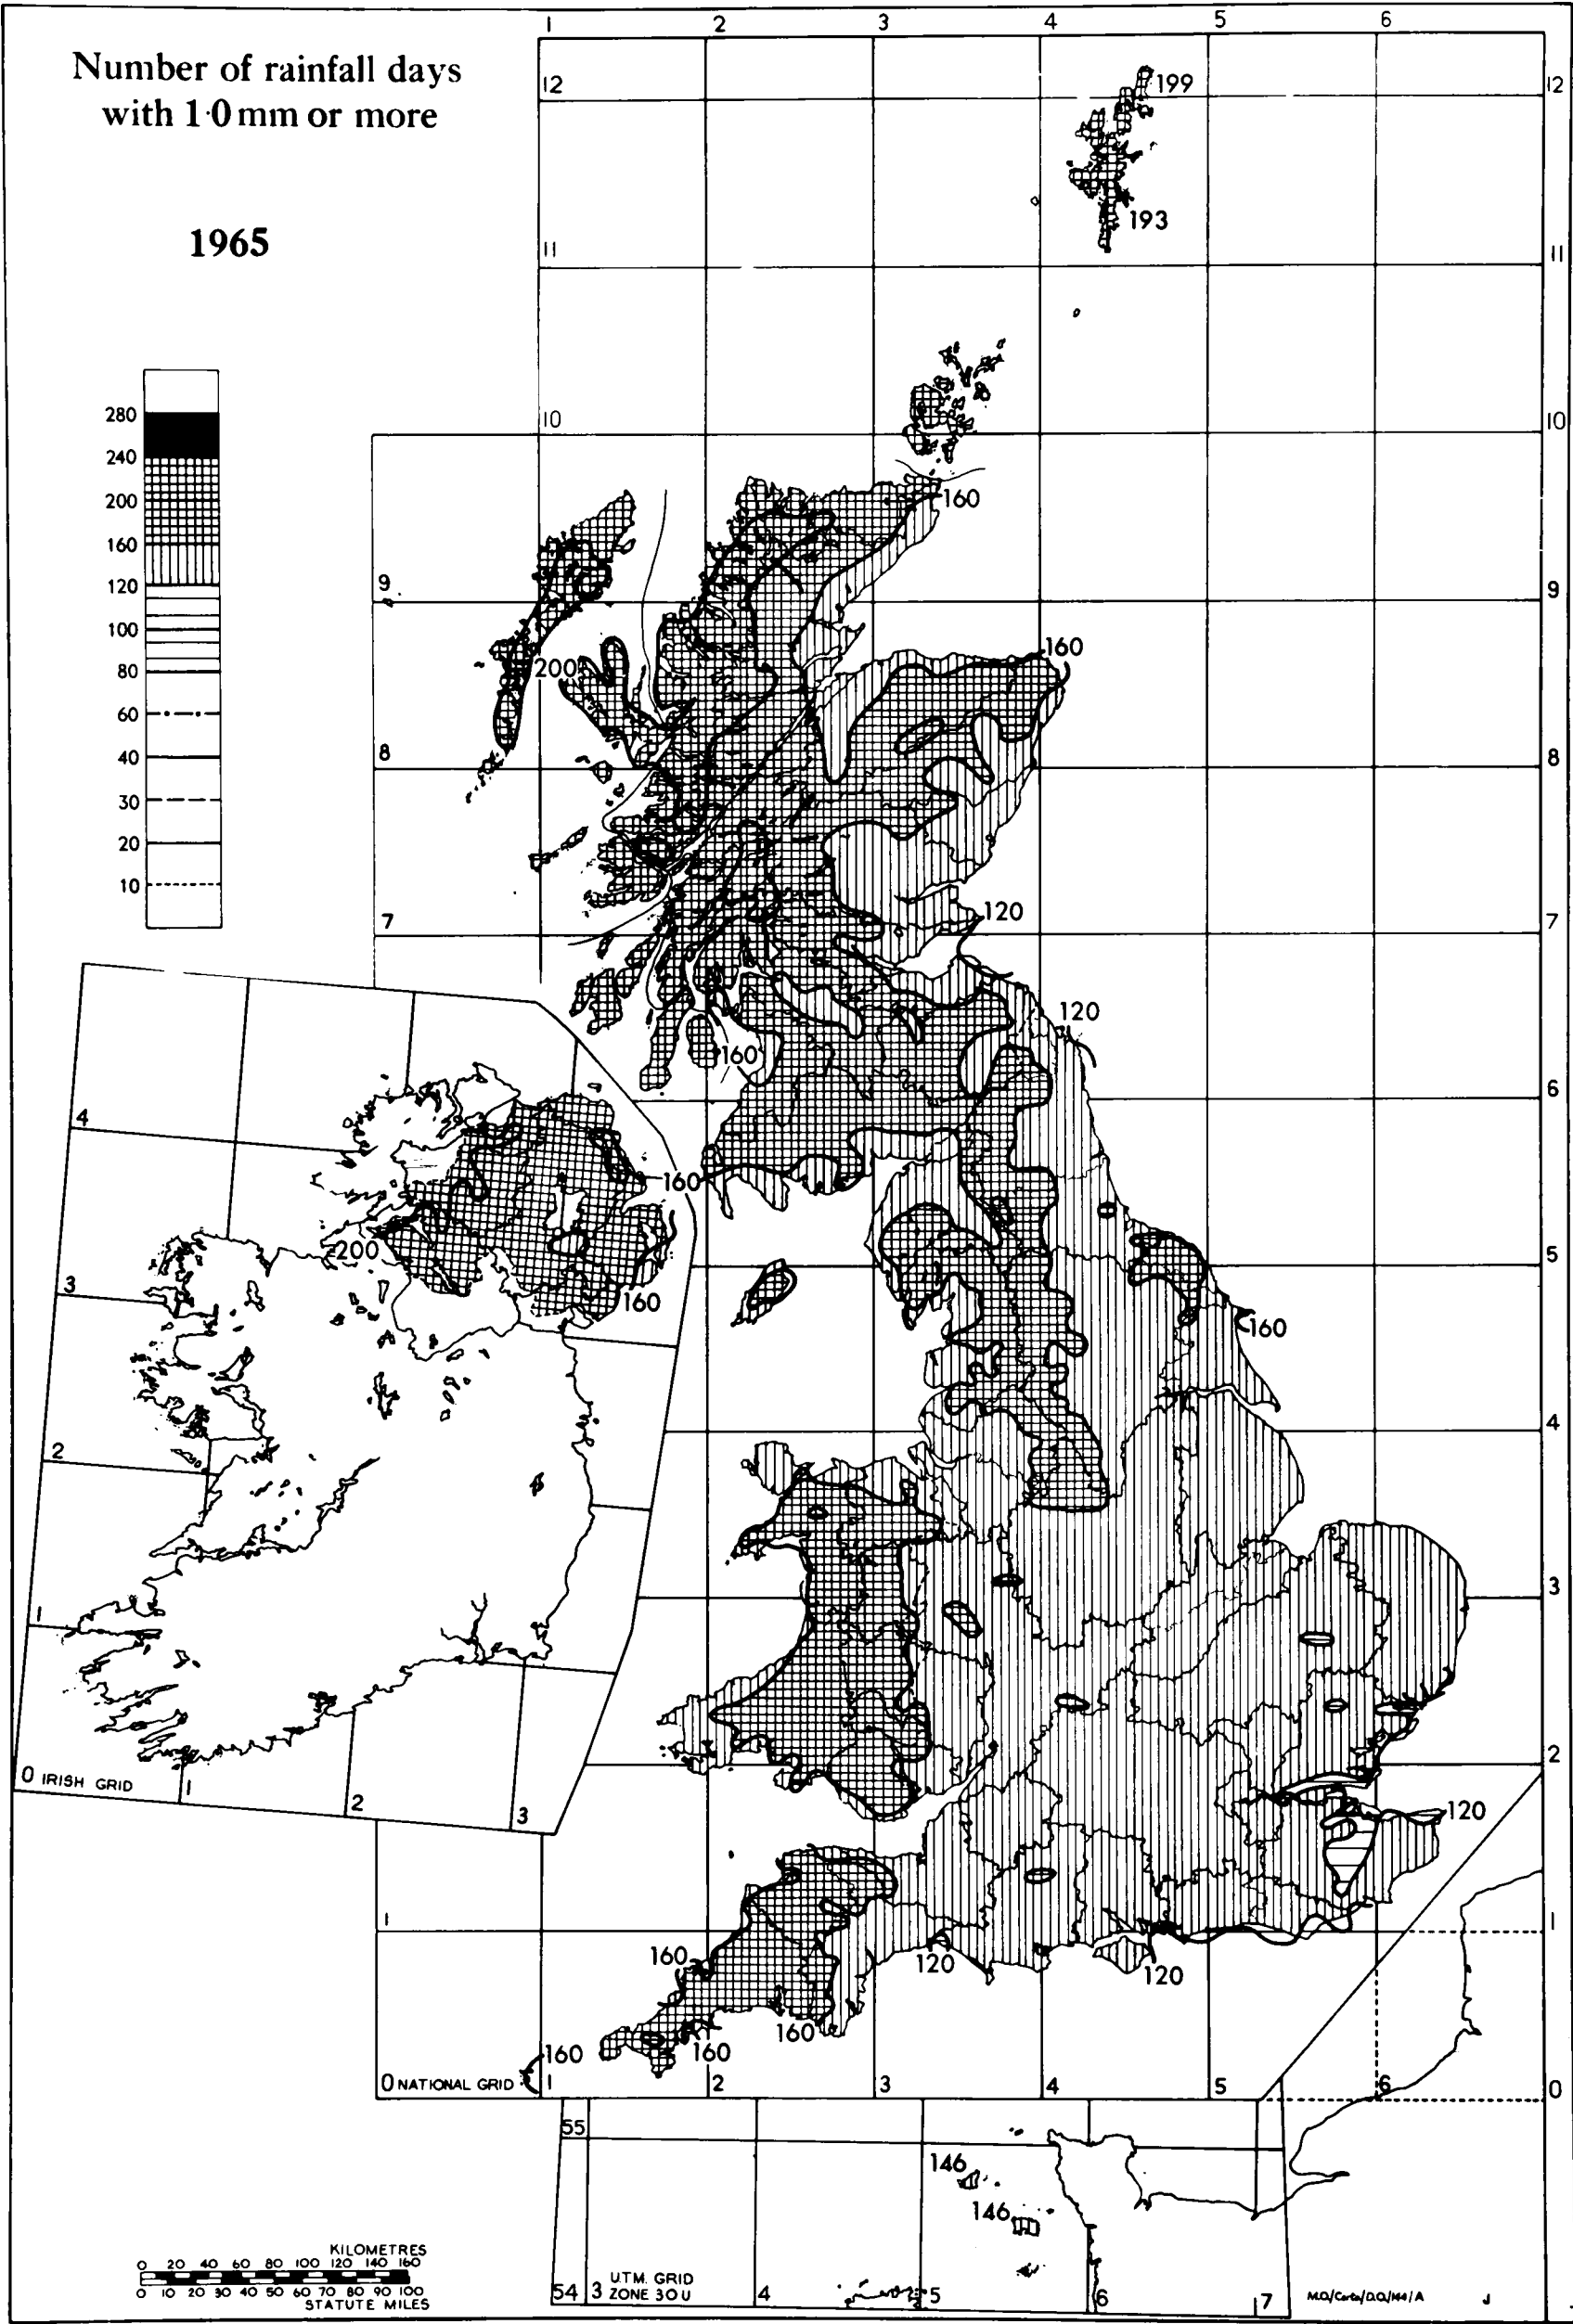 Number of rainfall days
with 1·0 mm or more
1965
1 2 3 4 5 6
12 199 12
193
11 11
280
240
200
160
120
100
80
60
40
30
20
10
10 10
160
9 9
200 160
8 8
7 120
7
120
160
4 6
160
200
3 5
160
160
2 4
1 3
0 IRISH GRID 1 2 3
2
120
1 1
160 120 120
160 160 160
0 NATIONAL GRID 1 2 3 4 5 6 0
55
146
146
KILOMETRES
0 20 40 60 80 100 120 140 160
0 10 20 30 40 50 60 70 80 90 100
STATUTE MILES
54 3 UTM. GRID
ZONE 30 U 4 5 6 7